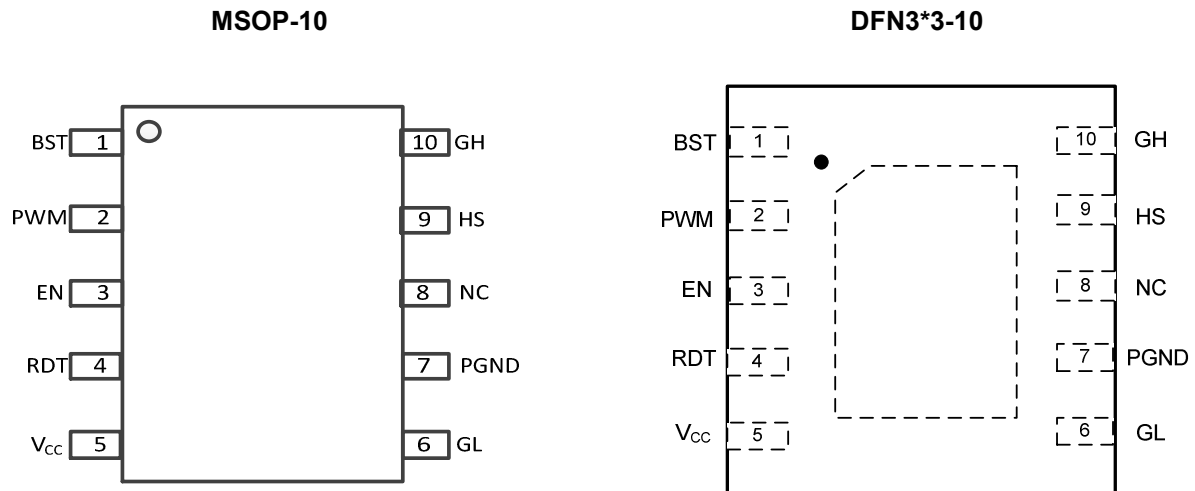 MSOP-10
DFN3*3-10
BST 1
10 GH
PWM 2
9 HS
EN 3
8 NC
RDT 4
7 PGND
VCC 5
6 GL
BST 1
10 GH
PWM 2
9 HS
EN 3
8 NC
RDT 4
7 PGND
VCC 5
6 GL